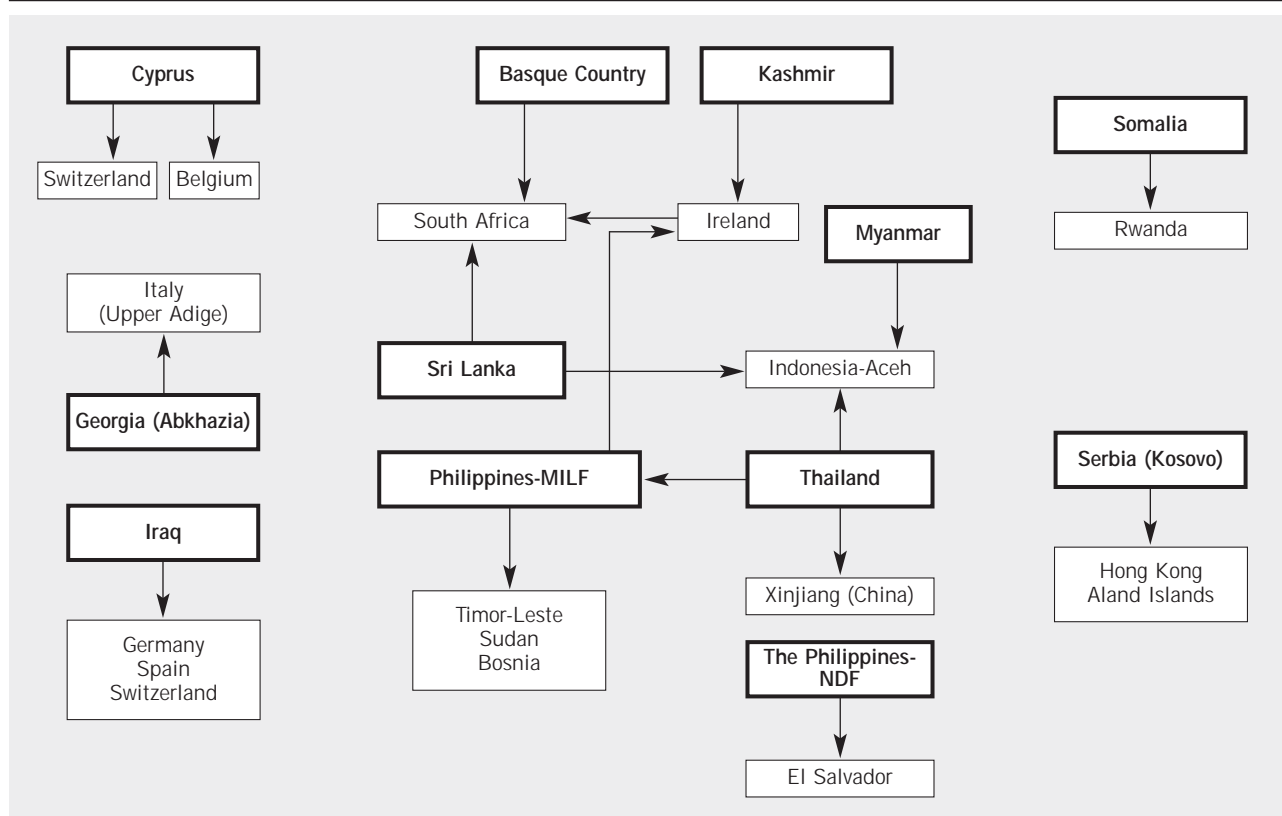 Cyprus
Basque Country
Kashmir
Somalia
Switzerland
Belgium
South Africa
Ireland
Myanmar
Rwanda
Italy
(Upper Adige)
Sri Lanka
Indonesia-Aceh
Georgia (Abkhazia)
Philippines-MILF
Thailand
Serbia (Kosovo)
Iraq
Hong Kong
Aland Islands
Xinjiang (China)
Timor-Leste
Sudan
Bosnia
Germany
Spain
Switzerland
The Philippines-
NDF
El Salvador